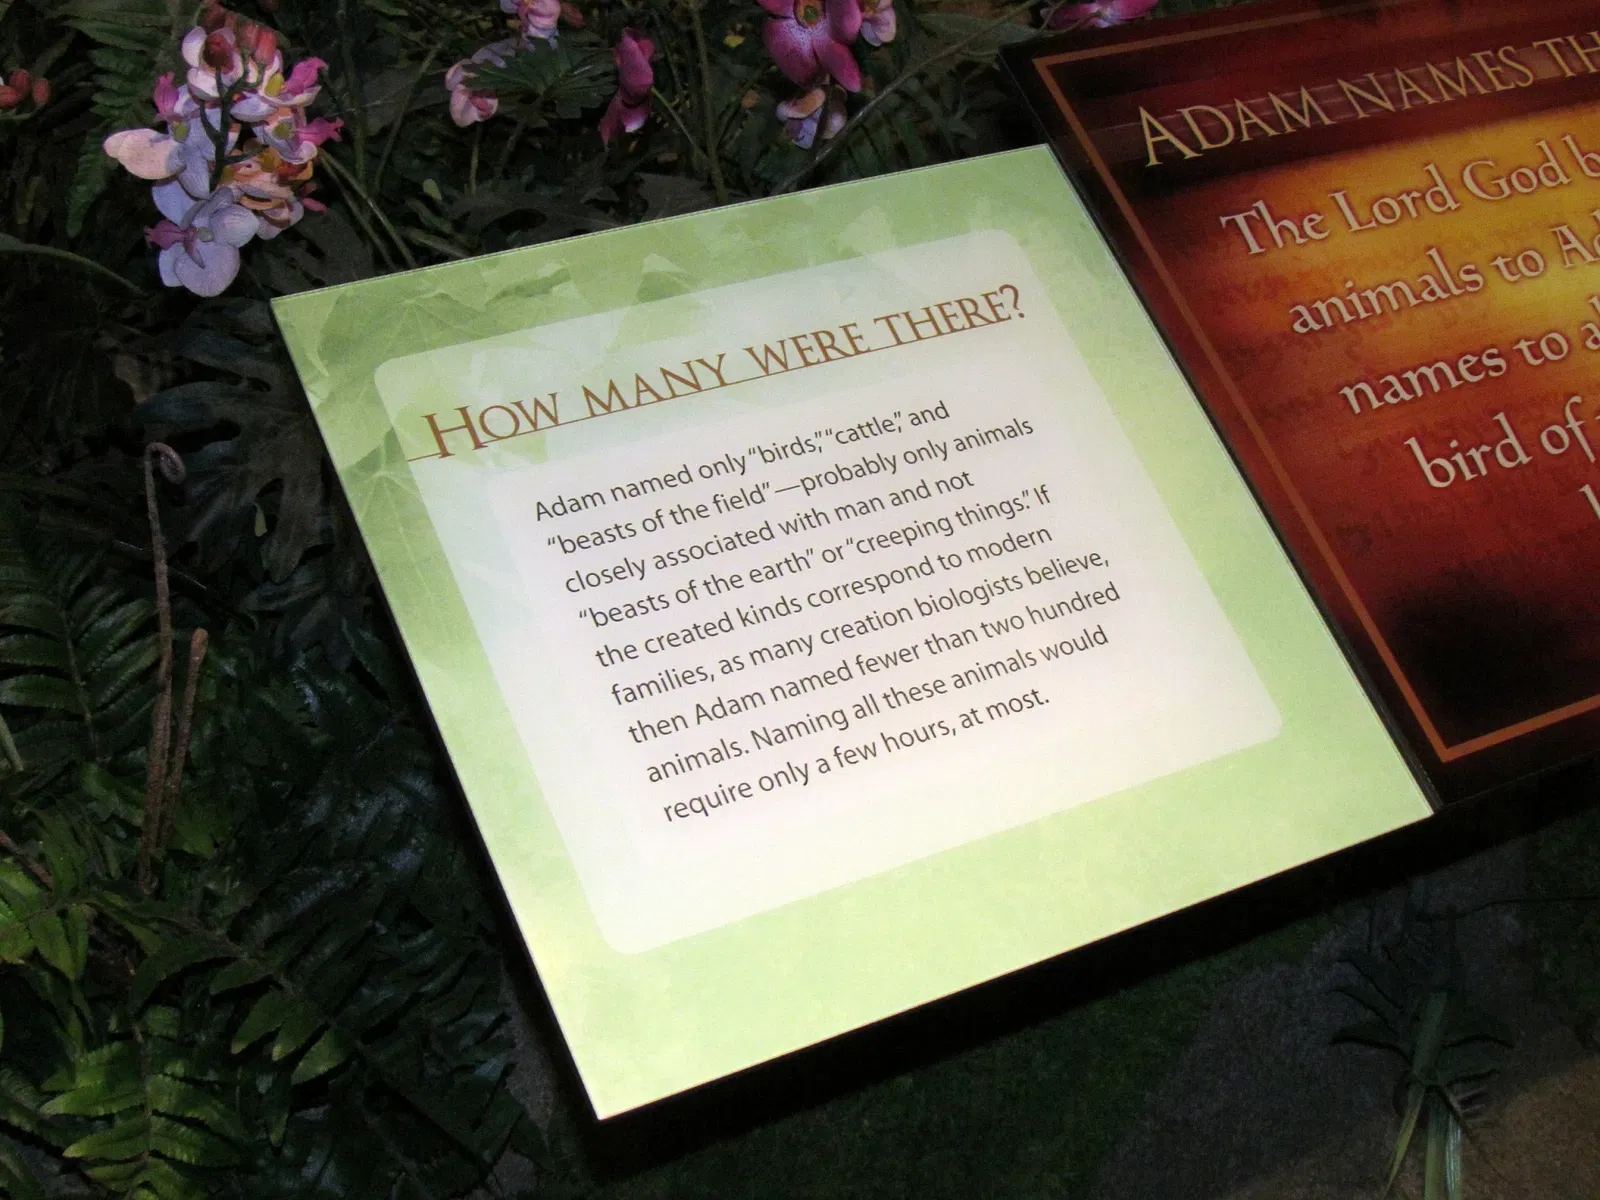 HOW MANY WERE THERE?
Adam named only “birds,” “cattle,” and
“beasts of the field”—probably only animals
closely associated with man and not
“beasts of the earth” or “creeping things.” If
the created kinds correspond to modern
families, as many creation biologists believe,
then Adam named fewer than two hundred
animals. Naming all these animals would
require only a few hours, at most.
ADAM NAMES
The Lord God
animals to
names to
bird of